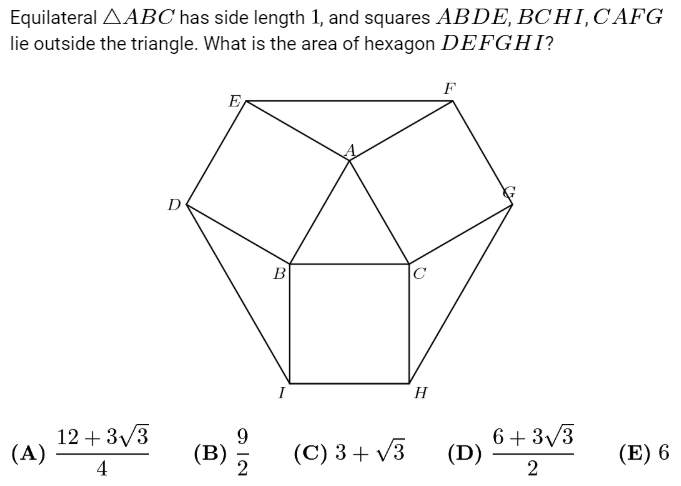 Equilateral △ABC has side length 1, and squares ABDE, BCHI, CAFG
lie outside the triangle. What is the area of hexagon DEFGHI?
F
E
A
G
D
B
C
I
H
(A) \frac{12 + 3\sqrt{3}}{4} (B) \frac{9}{2} (C) 3 + \sqrt{3} (D) \frac{6 + 3\sqrt{3}}{2} (E) 6